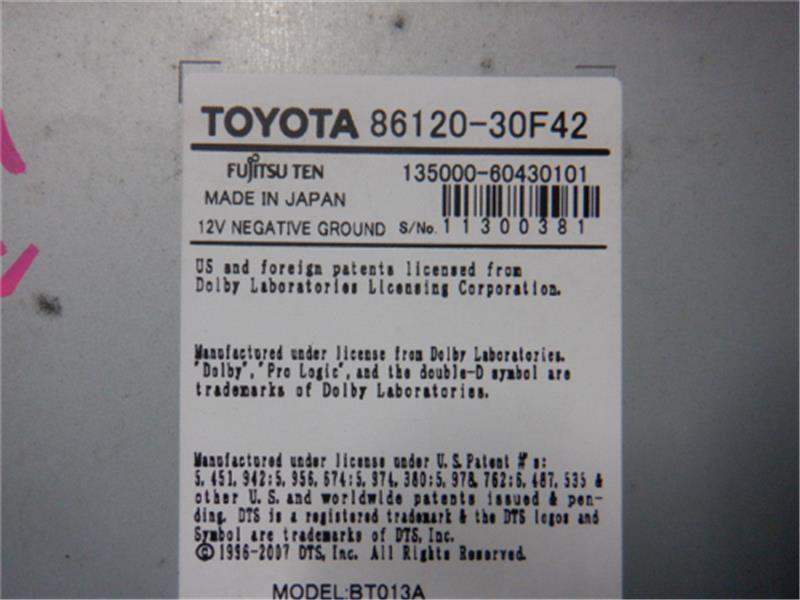 TOYOTA 86120-30F42
FUJITSU TEN 135000-60430101
MADE IN JAPAN
12V NEGATIVE GROUND S/No. 11300381
US and foreign patents licensed from
Dolby Laboratories Licensing Corporation.
Manufactured under license from Dolby Laboratories.
"Dolby", "Pro Logic", and the double-D symbol are
trademarks of Dolby Laboratories.
Manufactured under license under U.S. Patent #'s:
5,451,942;5,956,674;5,974,380;5,978,762;6,487,535 &
other U.S. and worldwide patents issued & pen-
ding. DTS is a registered trademark & the DTS logos and
Symbol are trademarks of DTS, Inc.
© 1996-2007 DTS, Inc. All Rights Reserved.
MODEL:BT013A